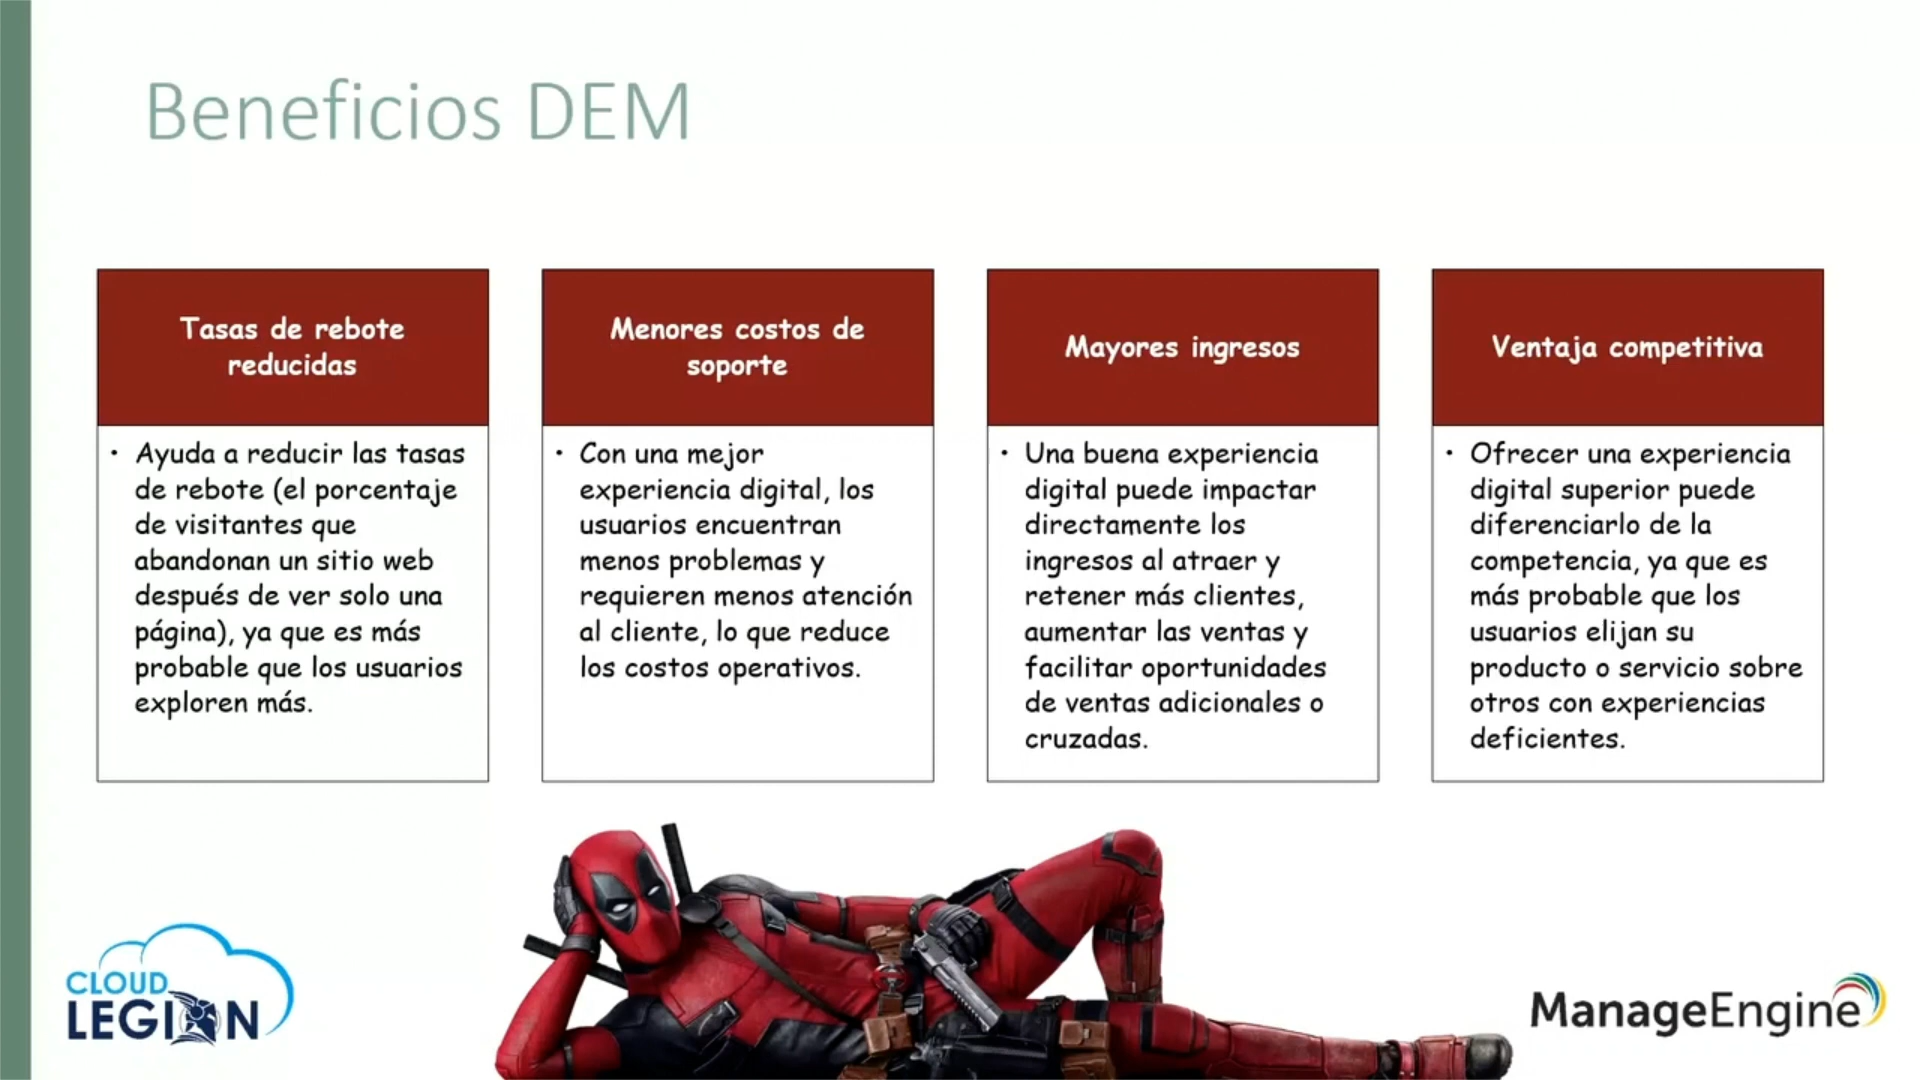 Beneficios DEM
Tasas de rebote
reducidas
• Ayuda a reducir las tasas
de rebote (el porcentaje
de visitantes que
abandonan un sitio web
después de ver solo una
página), ya que es más
probable que los usuarios
exploren más.
Menores costos de
soporte
• Con una mejor
experiencia digital, los
usuarios encuentran
menos problemas y
requieren menos atención
al cliente, lo que reduce
los costos operativos.
Mayores ingresos
• Una buena experiencia
digital puede impactar
directamente los
ingresos al atraer y
retener más clientes,
aumentar las ventas y
facilitar oportunidades
de ventas adicionales o
cruzadas.
Ventaja competitiva
• Ofrecer una experiencia
digital superior puede
diferenciarlo de la
competencia, ya que es
más probable que los
usuarios elijan su
producto o servicio sobre
otros con experiencias
deficientes.
CLOUD
LEGION
ManageEngine